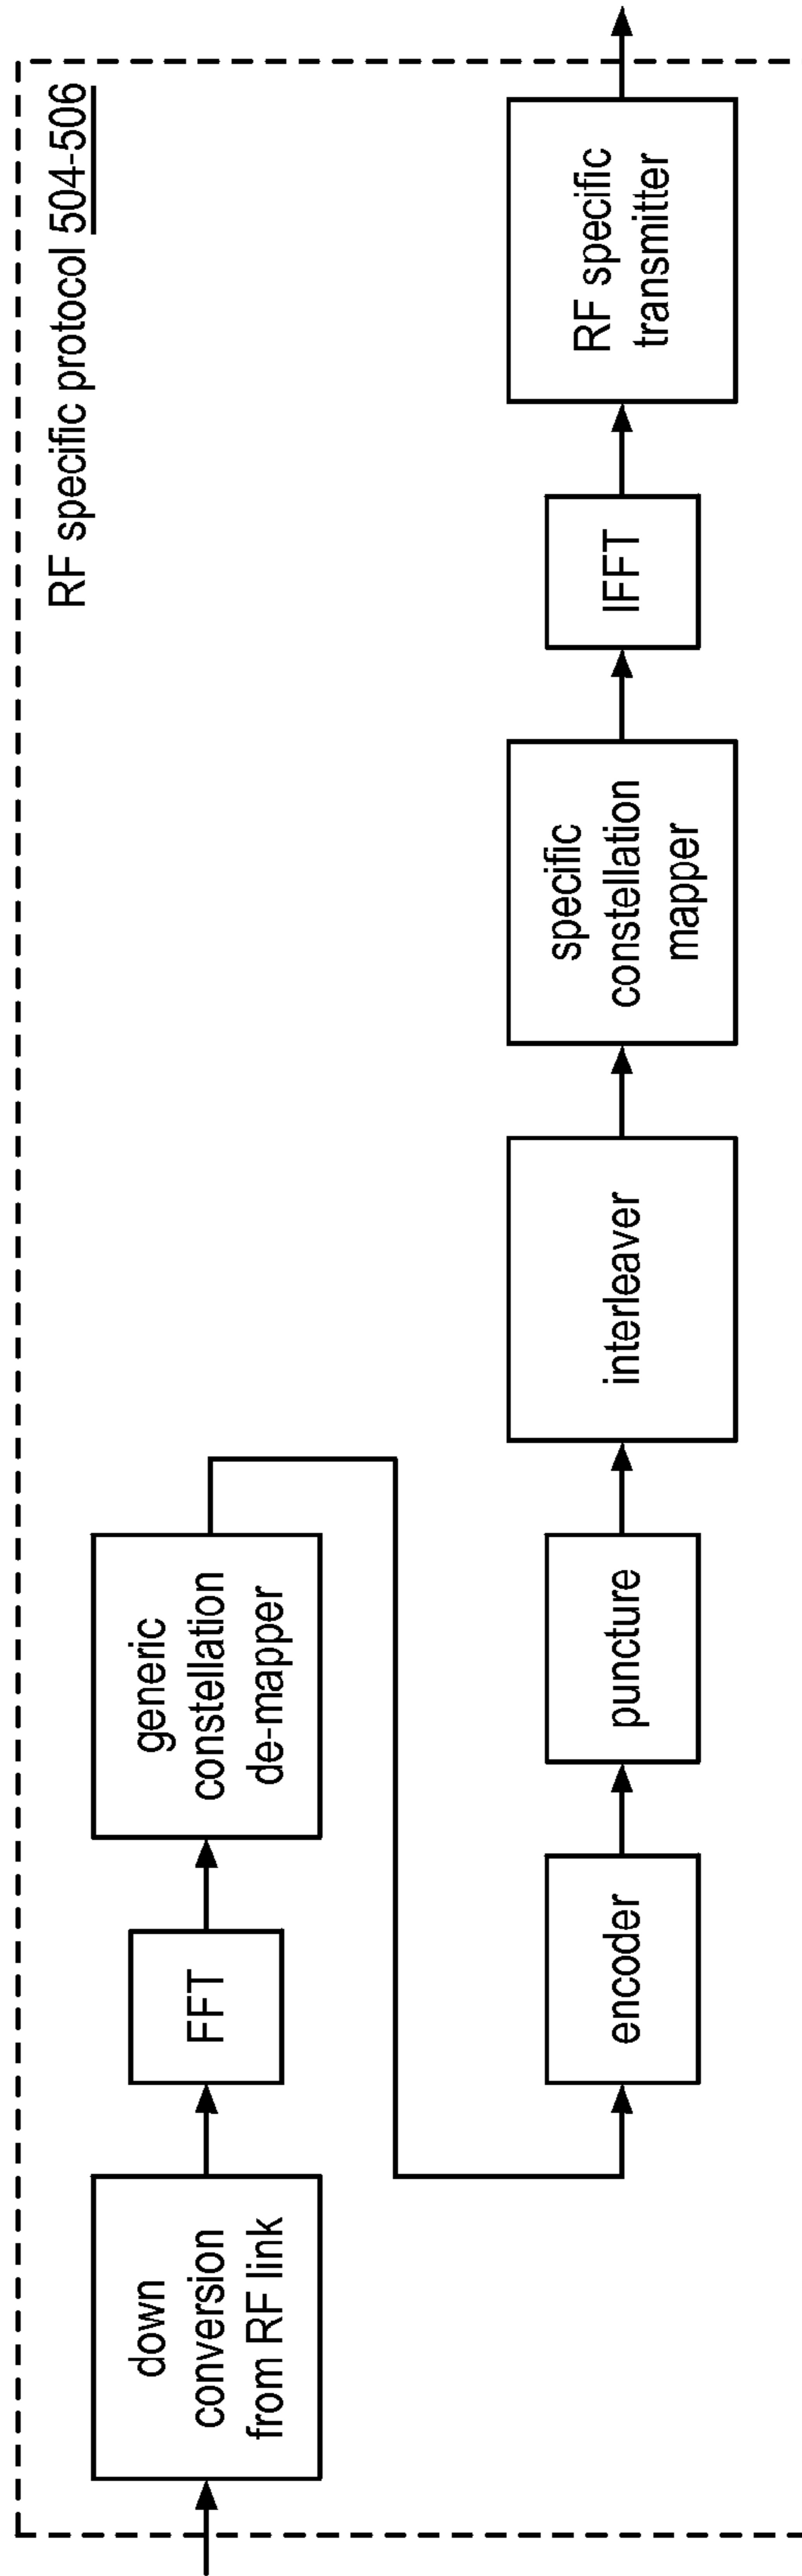 RF specific protocol 504-506
down
conversion
from RF link
FFT
generic
constellation
de-mapper
encoder
puncture
interleaver
specific
constellation
mapper
IFFT
RF specific
transmitter